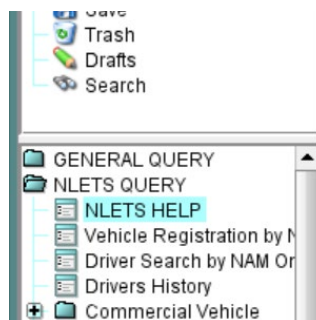 Save
Trash
Drafts
Search
GENERAL QUERY
NLETS QUERY
NLETS HELP
Vehicle Registration by
Driver Search by NAM Or
Drivers History
Commercial Vehicle